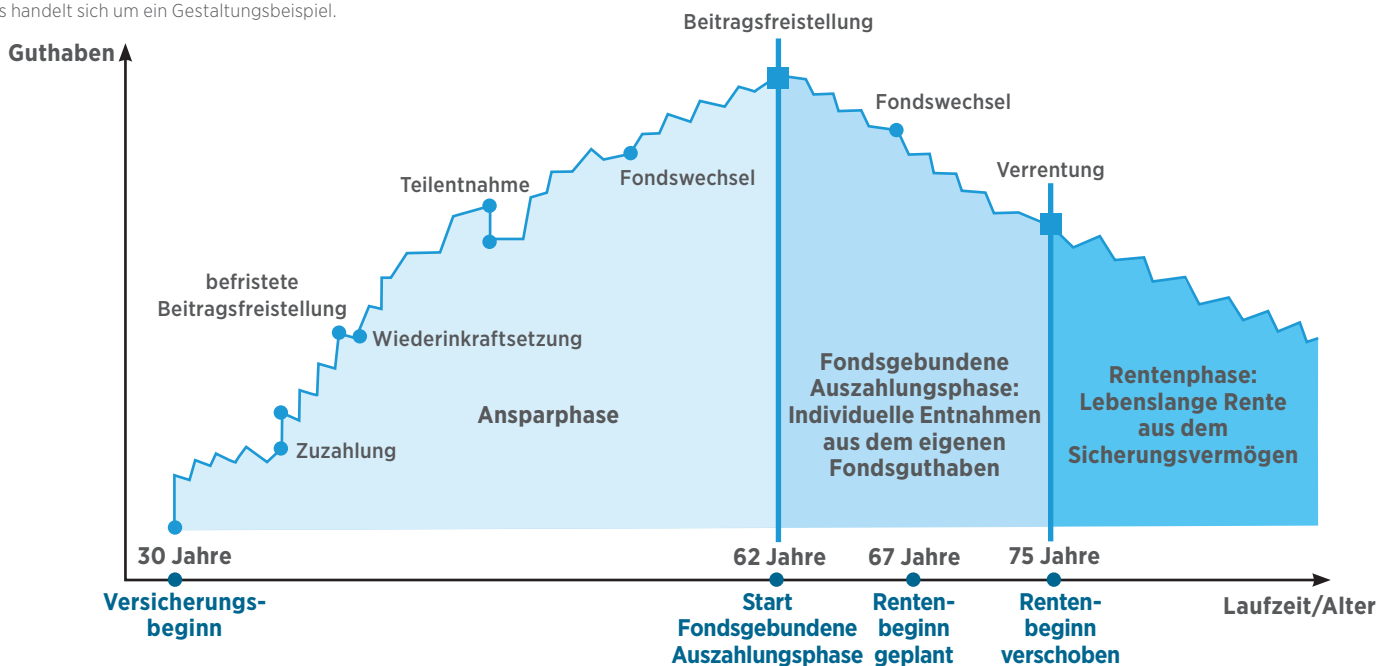 s handelt sich um ein Gestaltungsbeispiel.
Guthaben
Beitragsfreistellung
Fondswechsel
Verrentung
Teilentnahme
Fondswechsel
befristete
Beitragsfreistellung
Wiederinkraftsetzung
Zuzahlung
Ansparphase
Fondsgebundene
Auszahlungsphase:
Individuelle Entnahmen
aus dem eigenen
Fondsguthaben
Rentenphase:
Lebenslange Rente
aus dem
Sicherungsvermögen
30 Jahre
62 Jahre
67 Jahre
75 Jahre
Versicherungs-
beginn
Start
Fondsgebundene
Auszahlungsphase
Renten-
beginn
geplant
Renten-
beginn
verschoben
Laufzeit/Alter